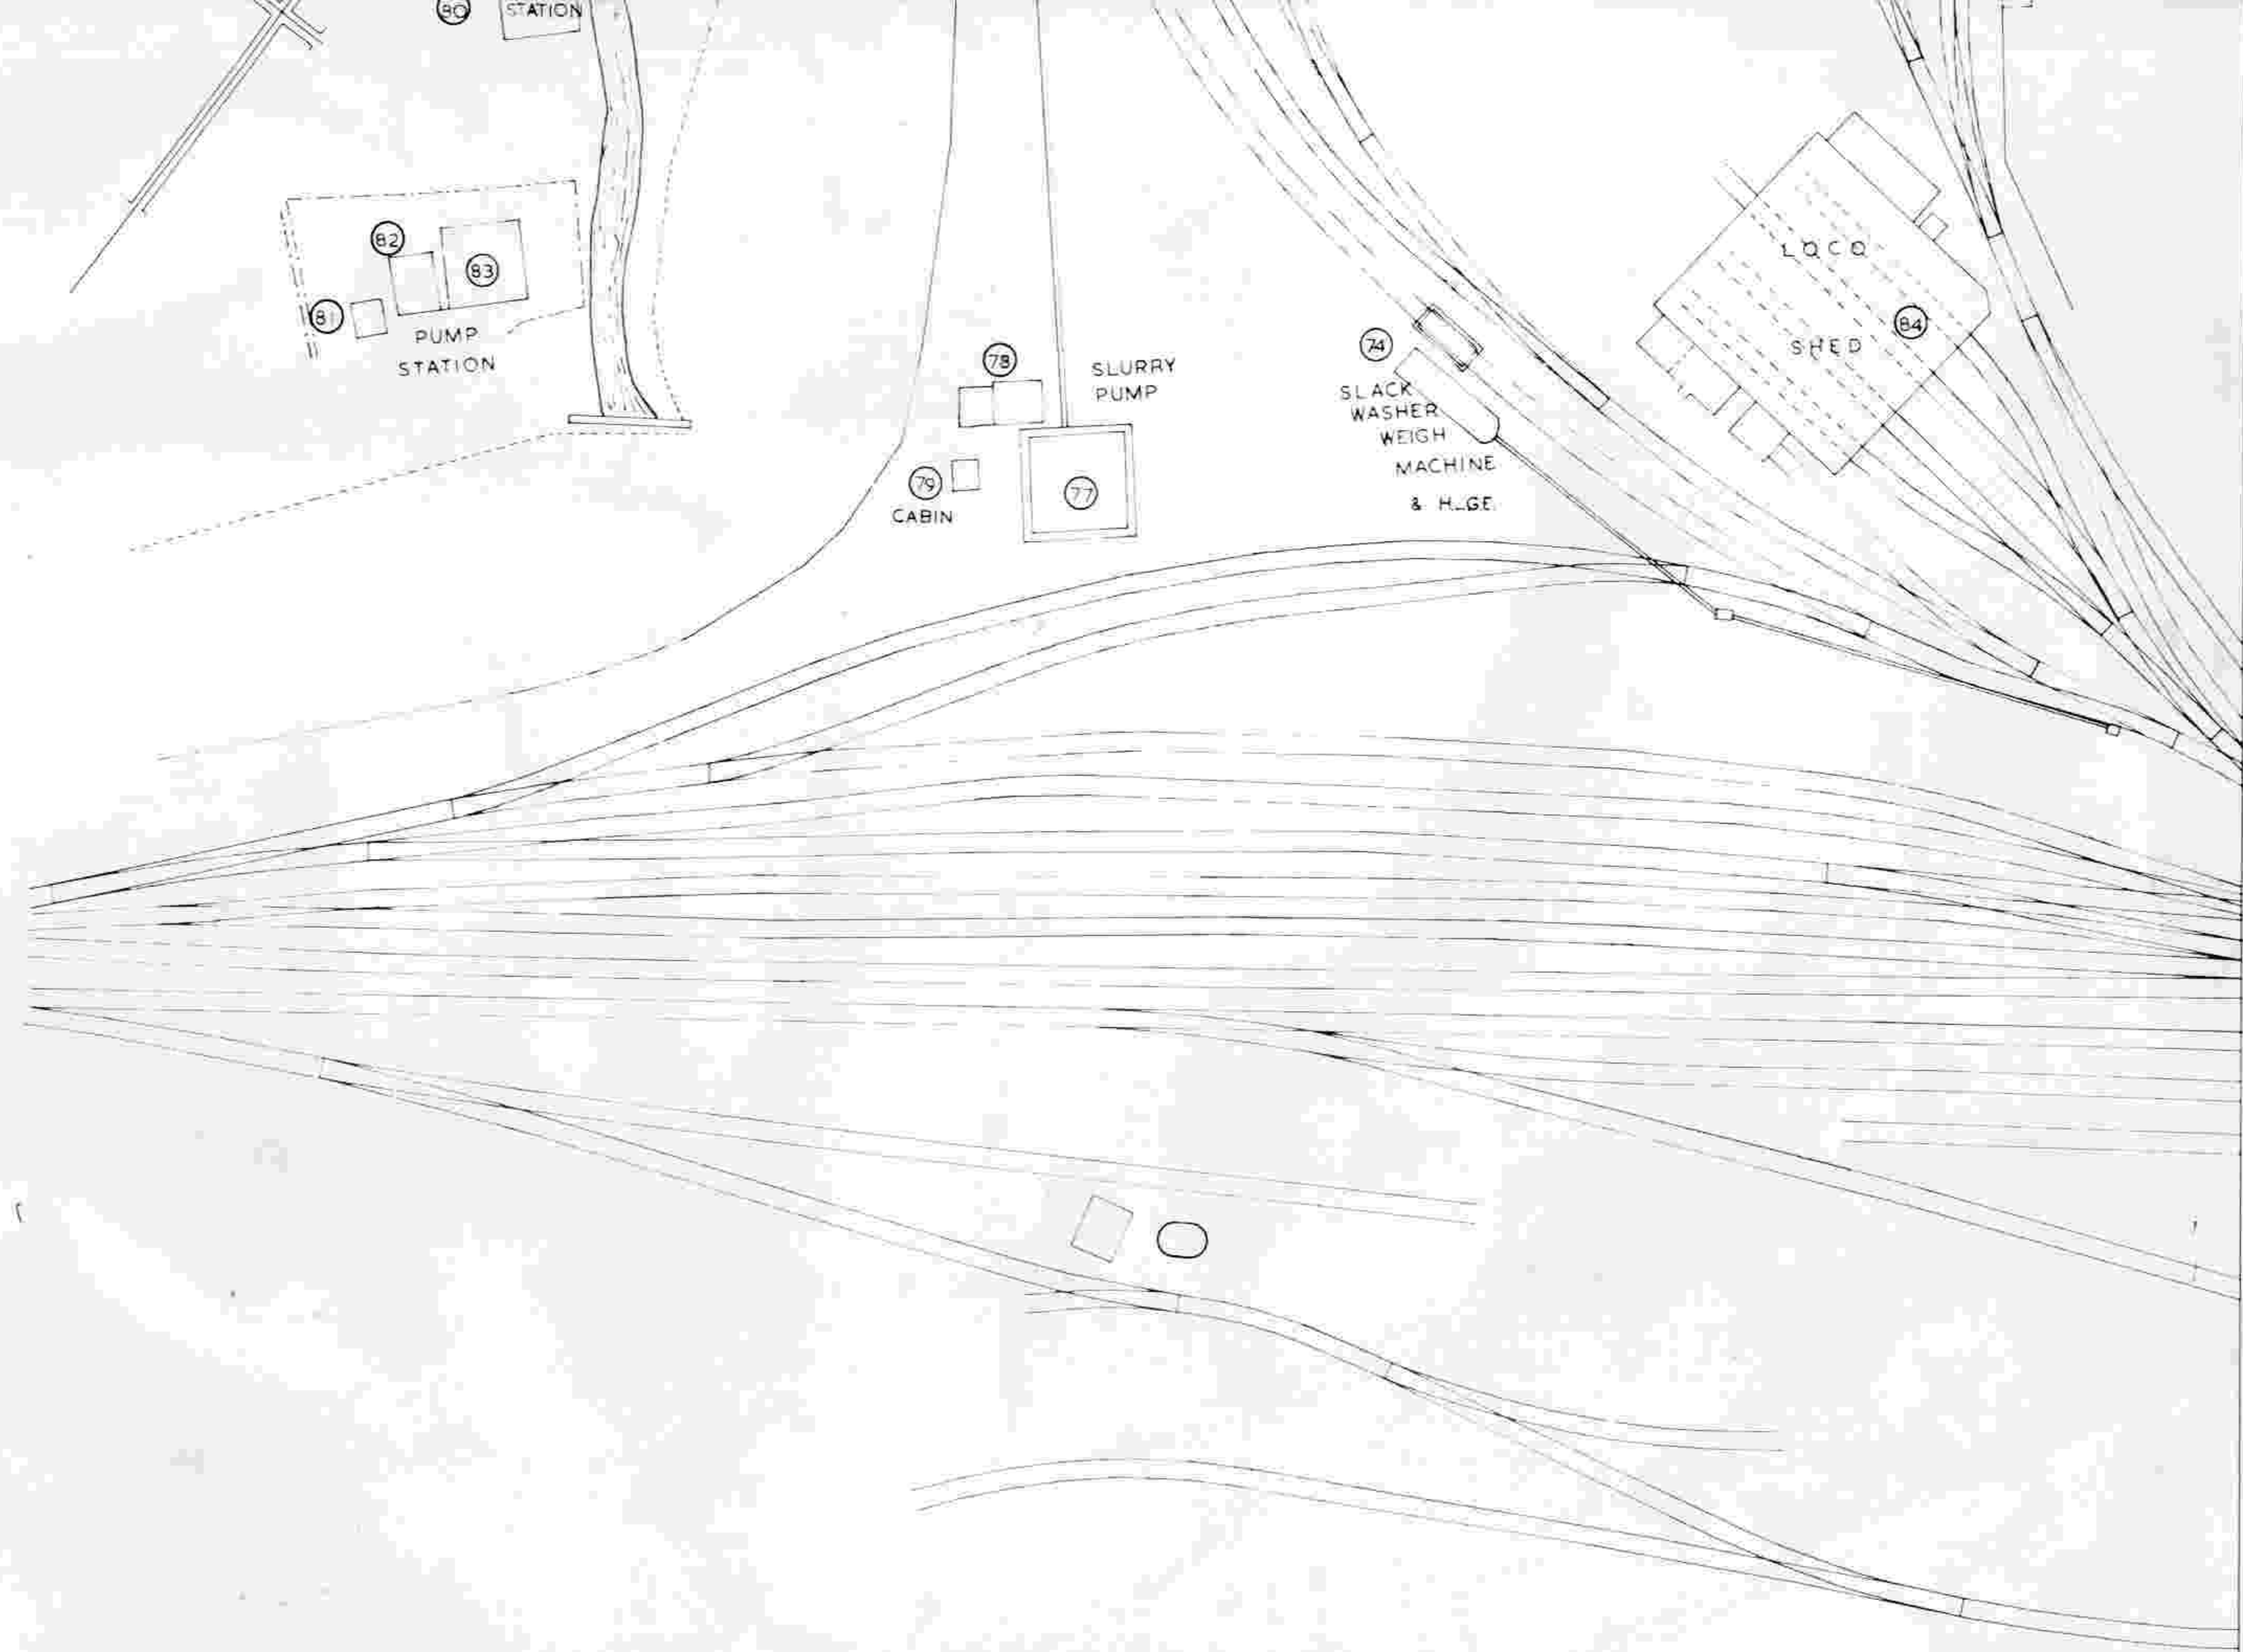 80
STATION
82
83
81
PUMP
STATION
78
SLURRY
PUMP
79
CABIN
77
74
SLACK
WASHER
WEIGH
MACHINE
&
LOCO
84
SHED